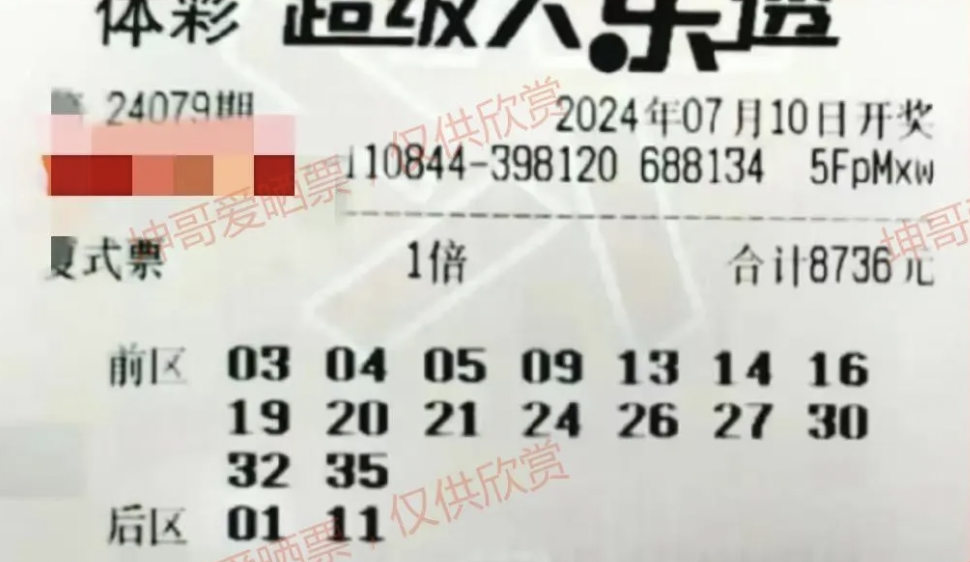 体彩 超级大乐透
第 24079期 2024年07月10日开奖
110844-398120 688134 5FpMxw
复式票 1倍 合计8736元
前区 03 04 05 09 13 14 16
19 20 21 24 26 27 30
32 35
后区 01 11
坤哥爱晒票,仅供欣赏
坤哥爱晒票,仅供欣赏
坤哥